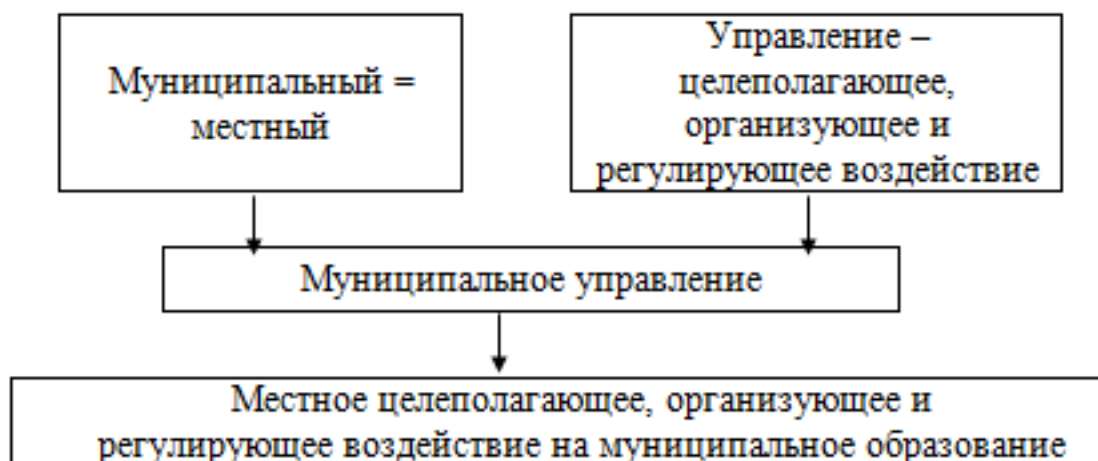 Муниципальный =
местный
Управление –
целеполагающее,
организующее и
регулирующее воздействие
Муниципальное управление
Местное целеполагающее, организующее и
регулирующее воздействие на муниципальное образование